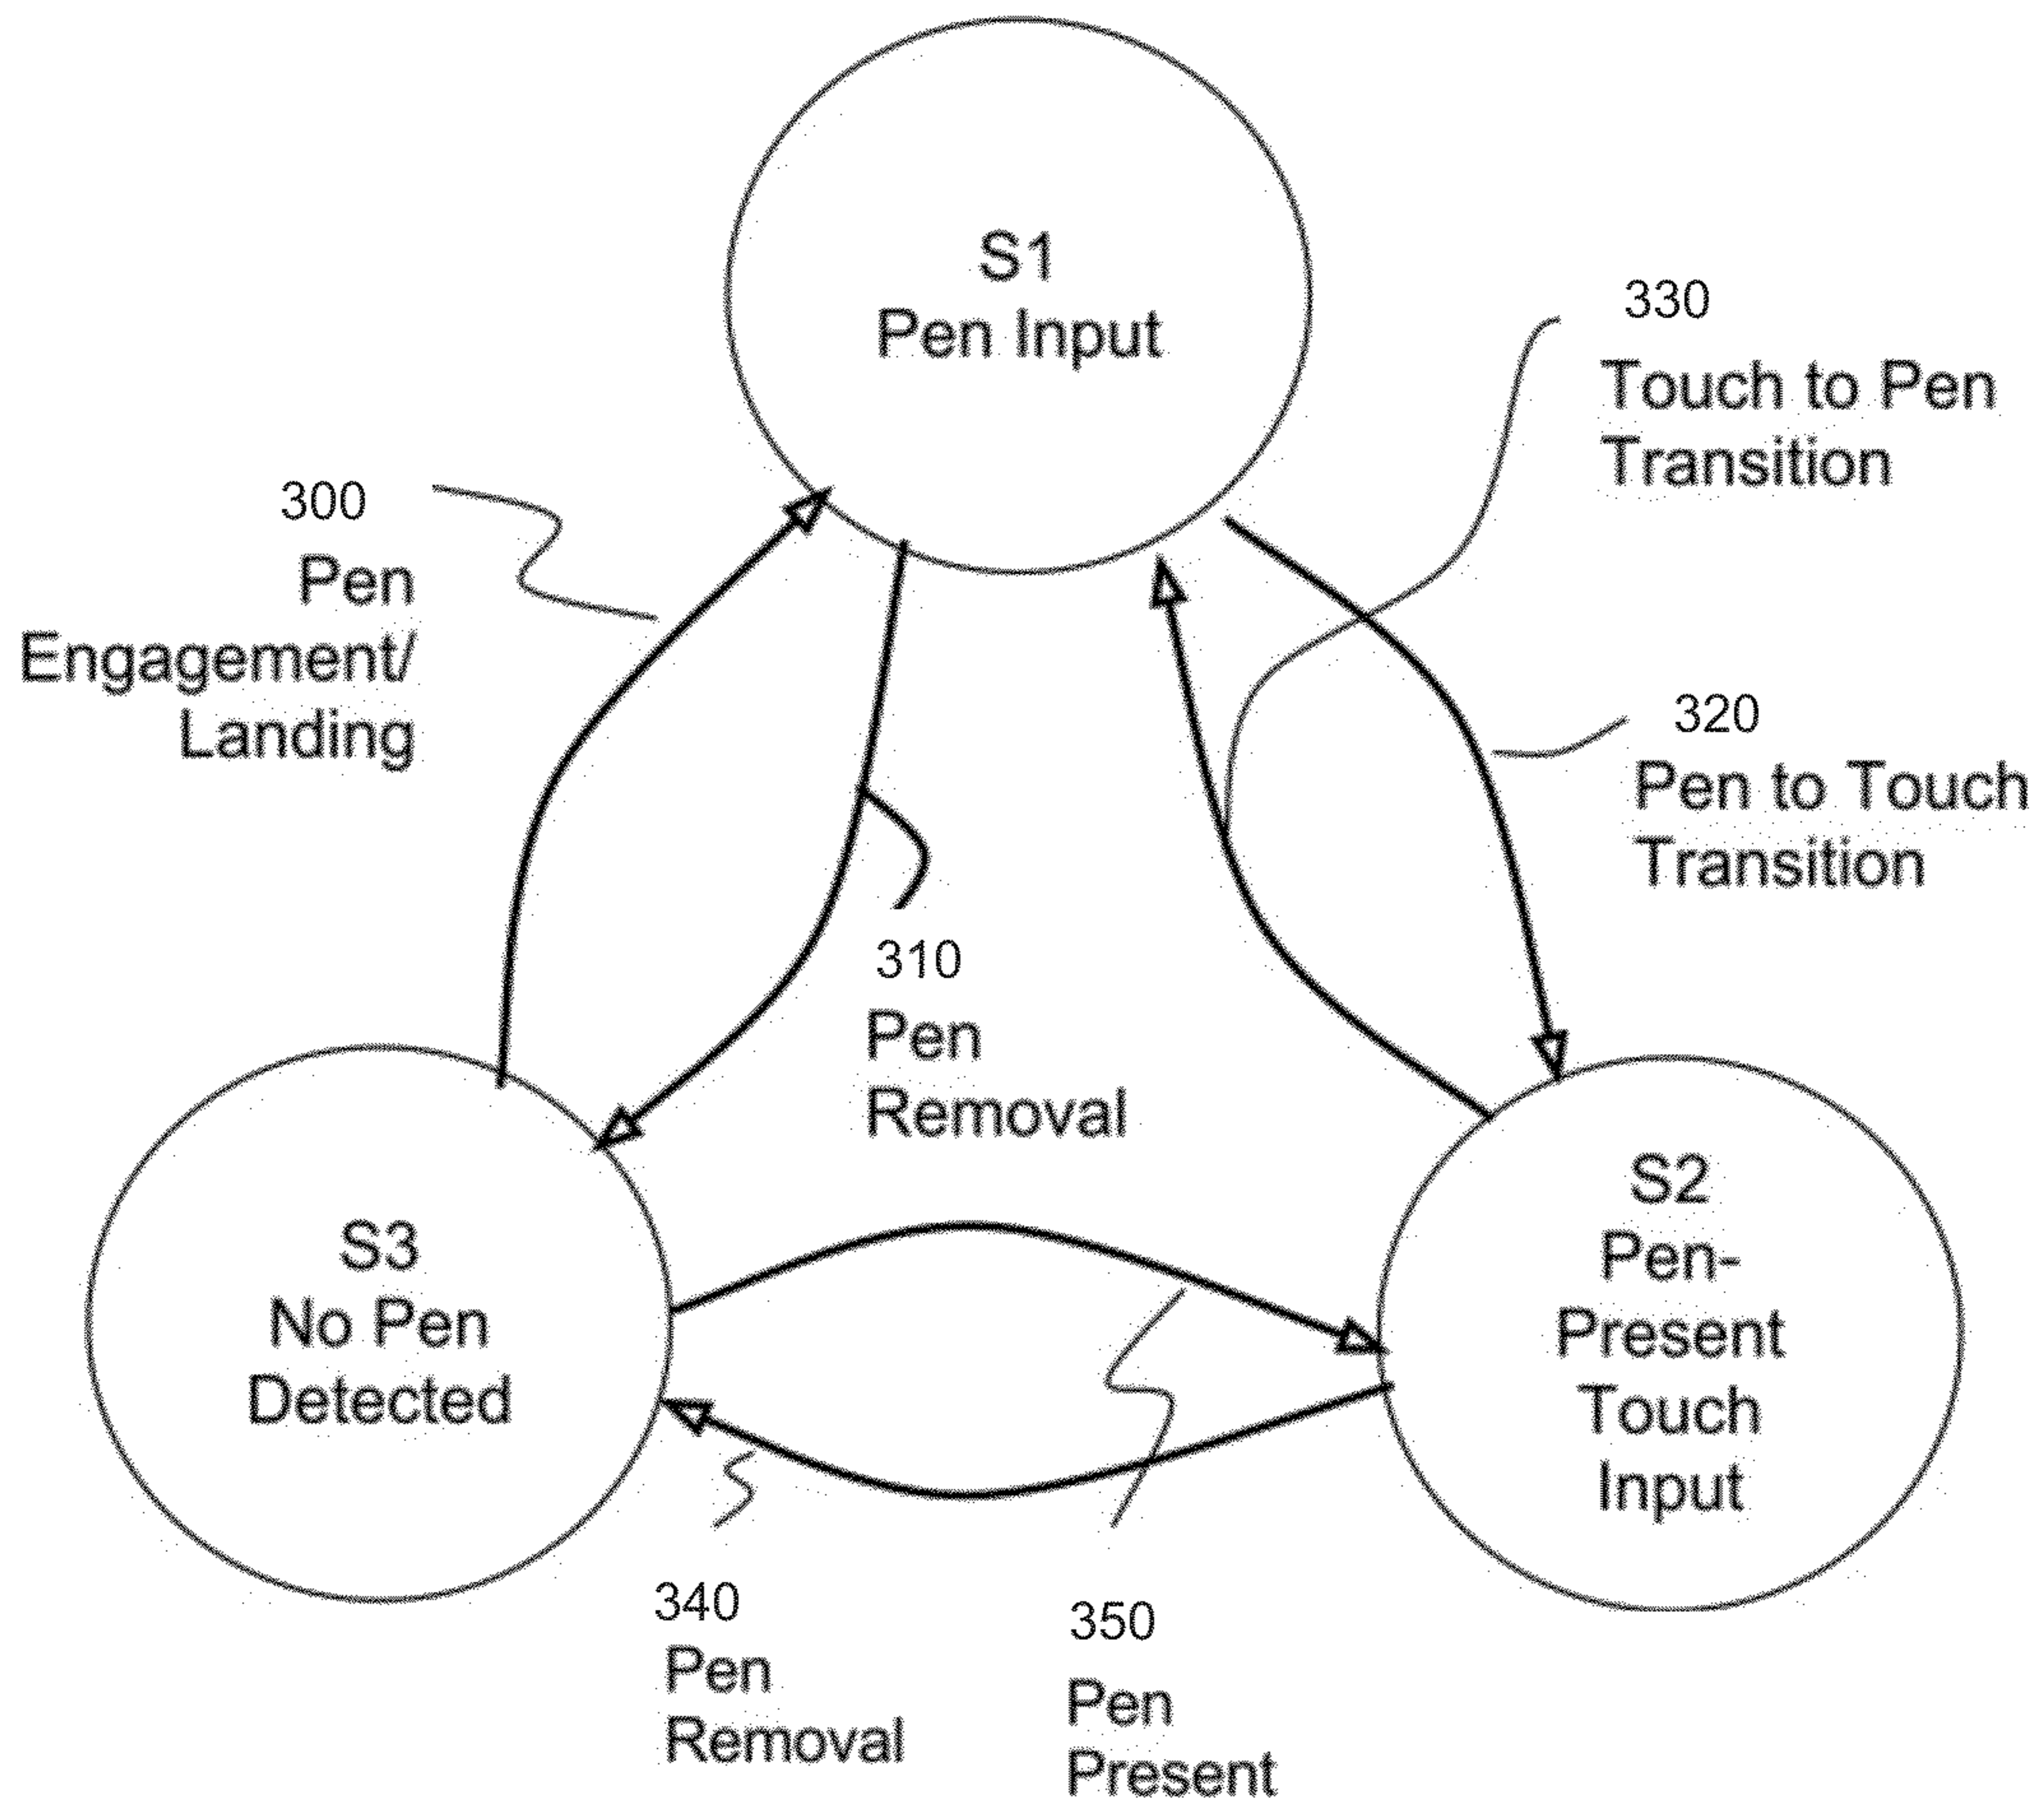 S1
Pen Input
330
Touch to Pen
Transition
300
Pen
Engagement/
Landing
320
Pen to Touch
Transition
310
Pen
Removal
S3
No Pen
Detected
S2
Pen-
Present
Touch
Input
340
Pen
Removal
350
Pen
Present